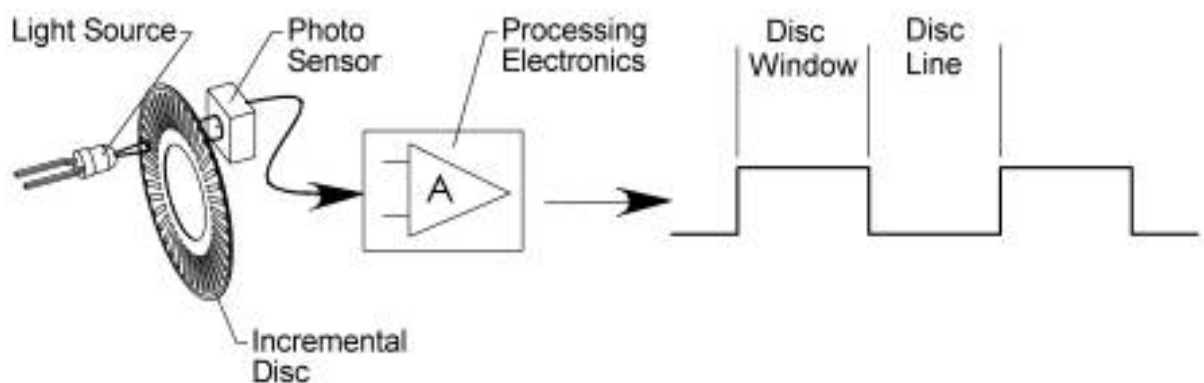 Light Source
Photo
Sensor
Processing
Electronics
Disc
Window
Disc
Line
A
Incremental
Disc